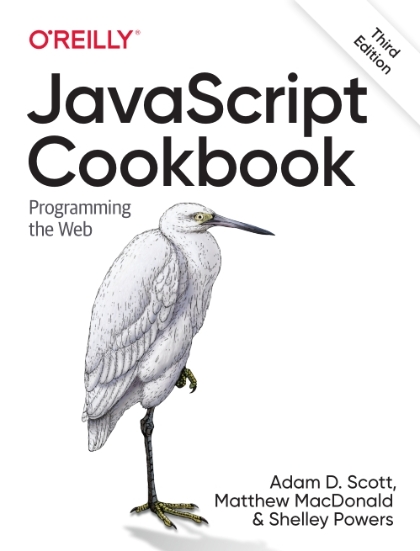 O'REILLY®
Third
Edition
JavaScript
Cookbook
Programming
the Web
Adam D. Scott,
Matthew MacDonald
& Shelley Powers